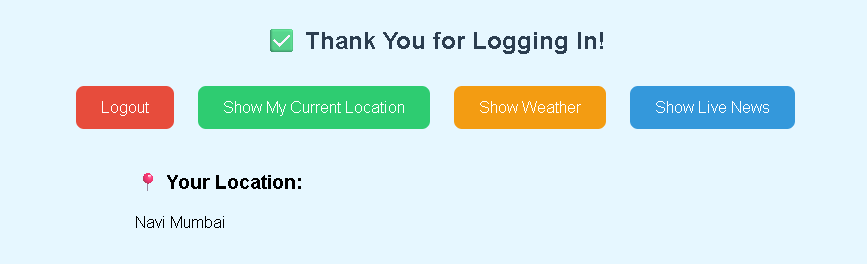 ✅ Thank You for Logging In!
Logout Show My Current Location Show Weather Show Live News
📍 Your Location:
Navi Mumbai